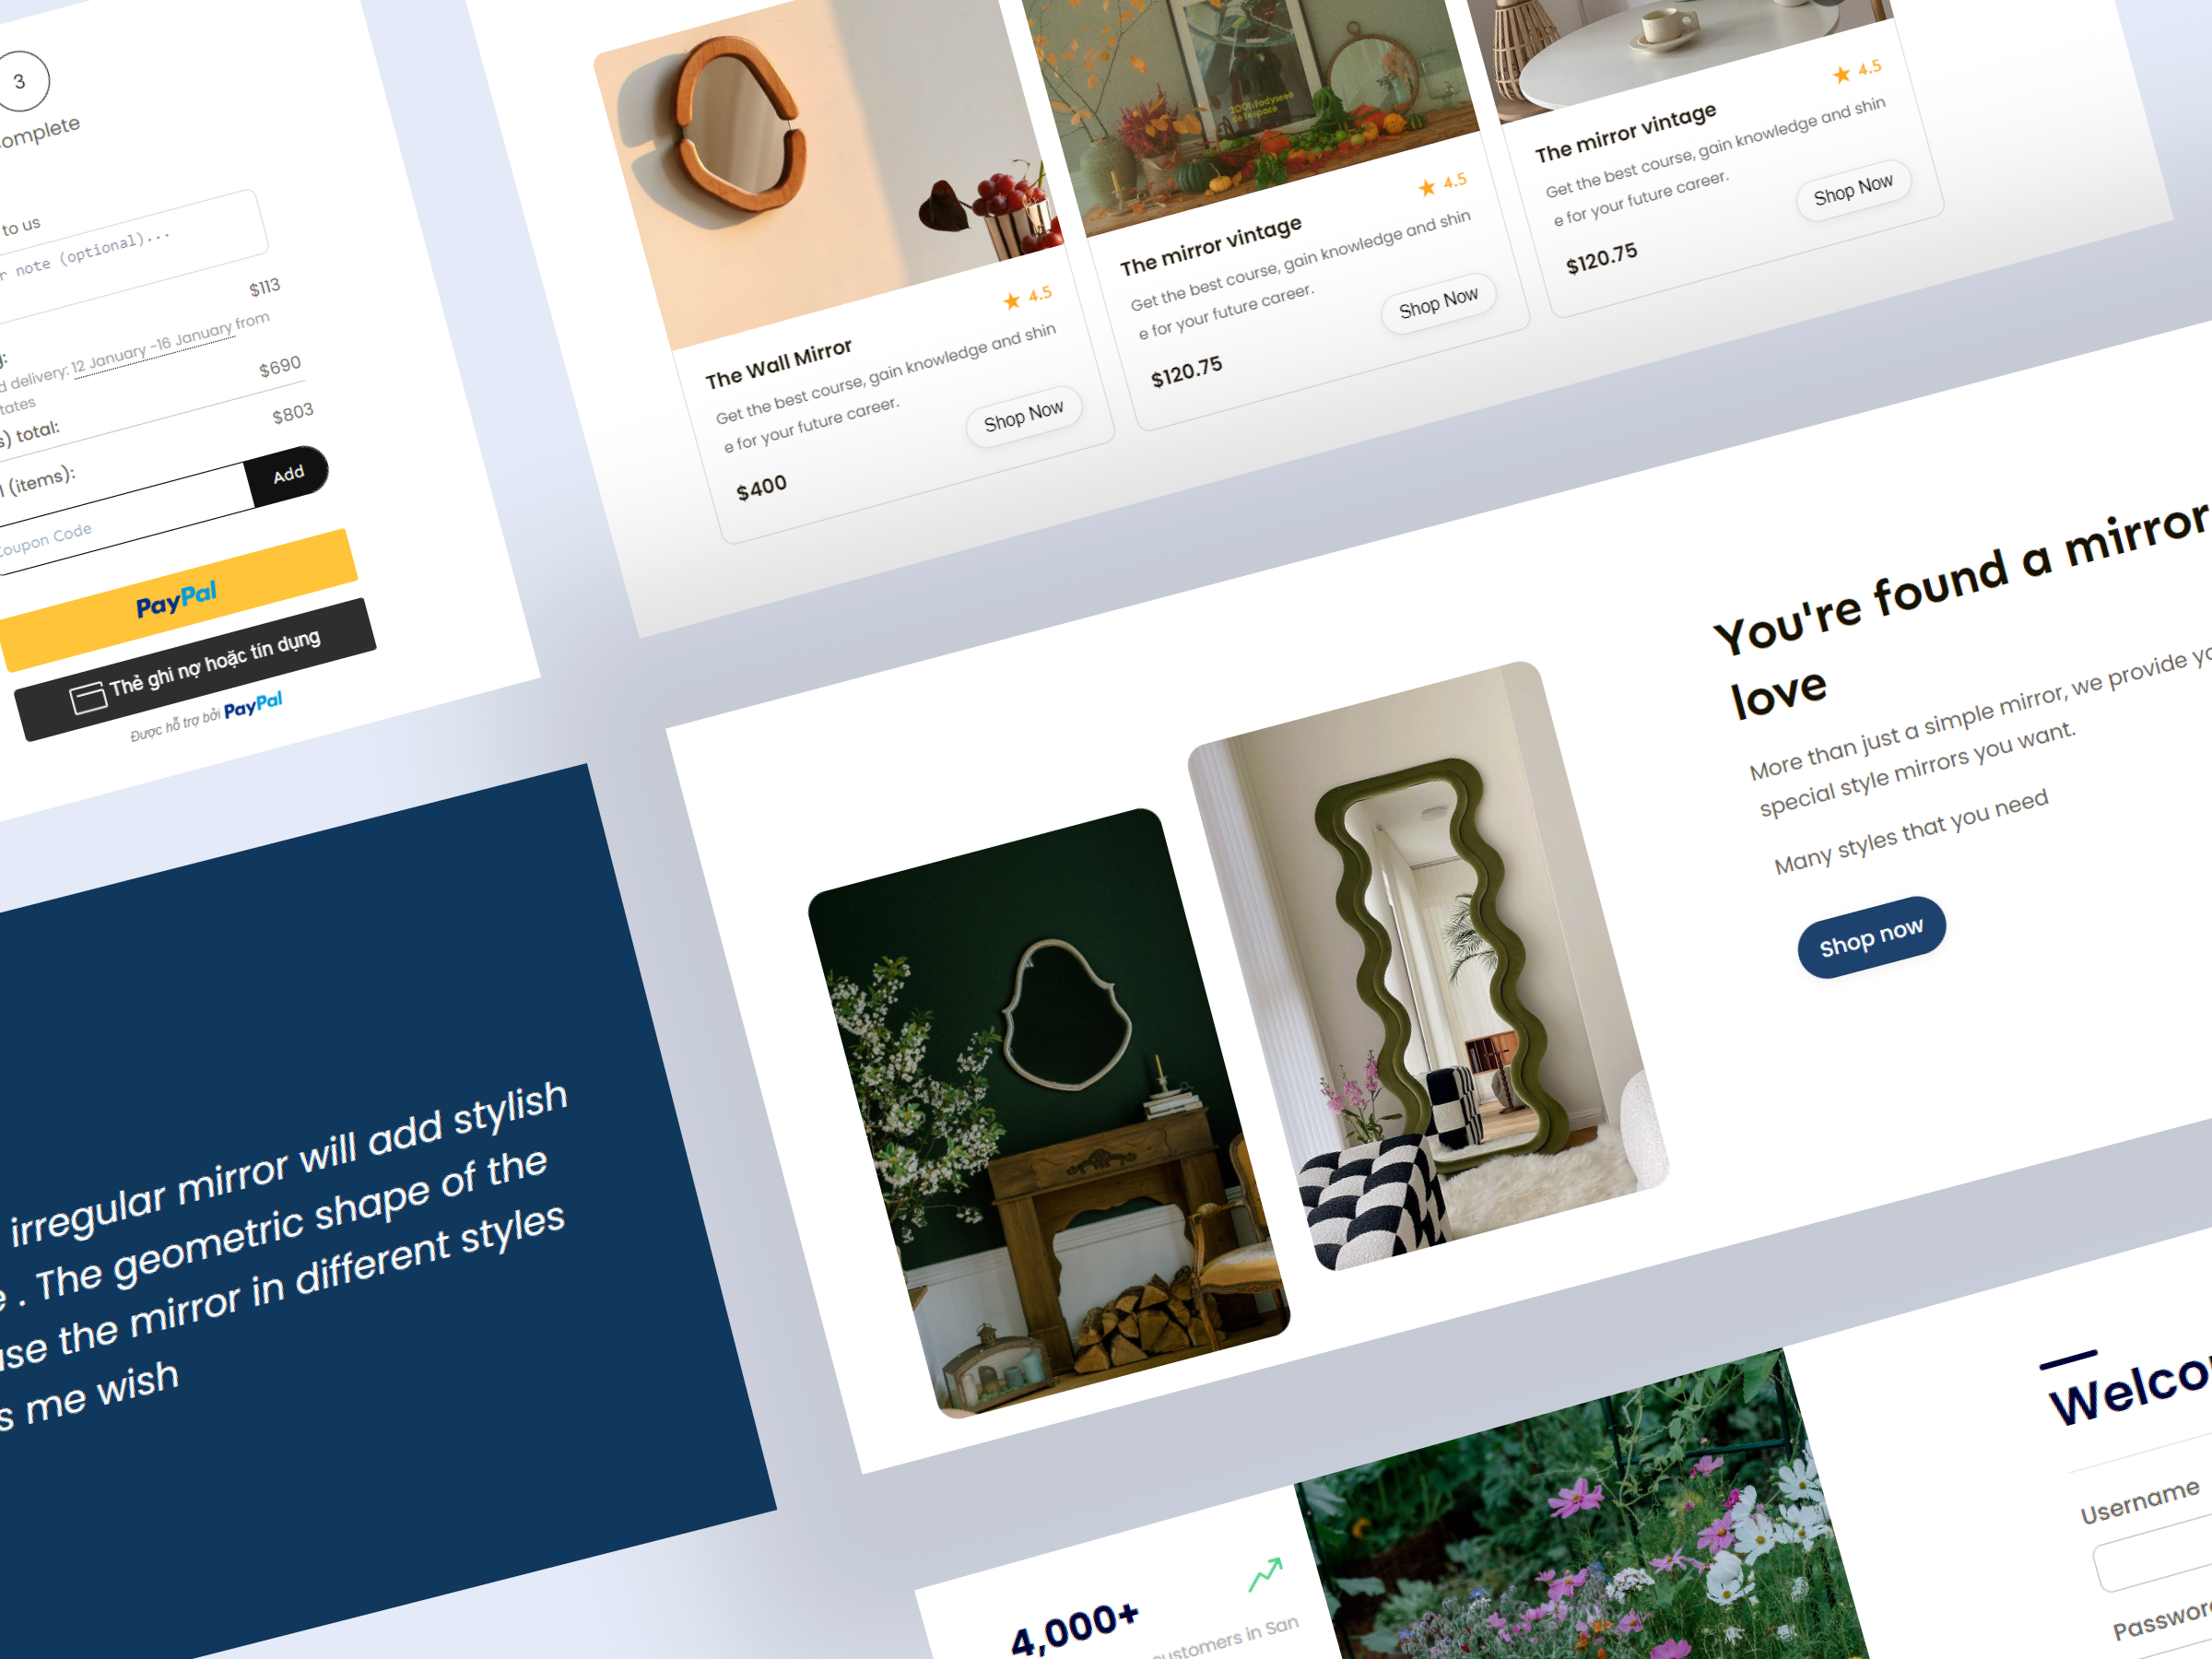 3
omplete
to us
r note (optional)...
$113
g:
d delivery: 12 January -16 January from
tates
$690
s) total:
$803
l (items):
Coupon Code
Add
PayPal
Thẻ ghi nợ hoặc tín dụng
Được hỗ trợ bởi PayPal
4.5
The Wall Mirror
Get the best course, gain knowledge and shin
e for your future career.
Shop Now
$400
4.5
The mirror vintage
Get the best course, gain knowledge and shin
e for your future career.
Shop Now
$120.75
4.5
The mirror vintage
Get the best course, gain knowledge and shin
e for your future career.
Shop Now
$120.75
You're found a mirror
love
More than just a simple mirror, we provide yo
special style mirrors you want.
Many styles that you need
Shop now
irregular mirror will add stylish
e . The geometric shape of the
use the mirror in different styles
s me wish
4,000+
customers in San
Welco
Username
Password